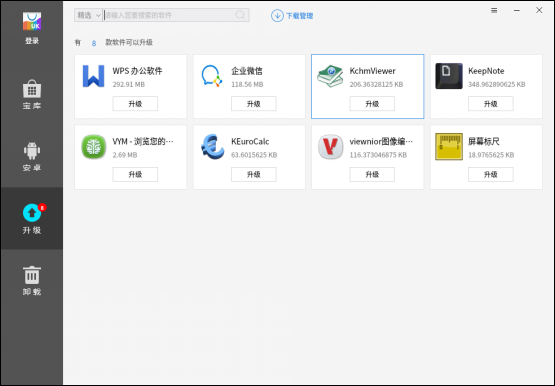 UK
登录
宝库
安卓
8
升级
卸载
精选
请输入您要搜索的软件
下载管理
有 8 款软件可以升级
WPS 办公软件
292.91 MB
升级
企业微信
118.56 MB
升级
KchmViewer
206.36328125 KB
升级
KeepNote
348.962890625 KB
升级
VYM - 浏览您的…
2.69 MB
升级
KEuroCalc
63.6015625 KB
升级
viewnior图像编…
116.373046875 KB
升级
屏幕标尺
18.9765625 KB
升级